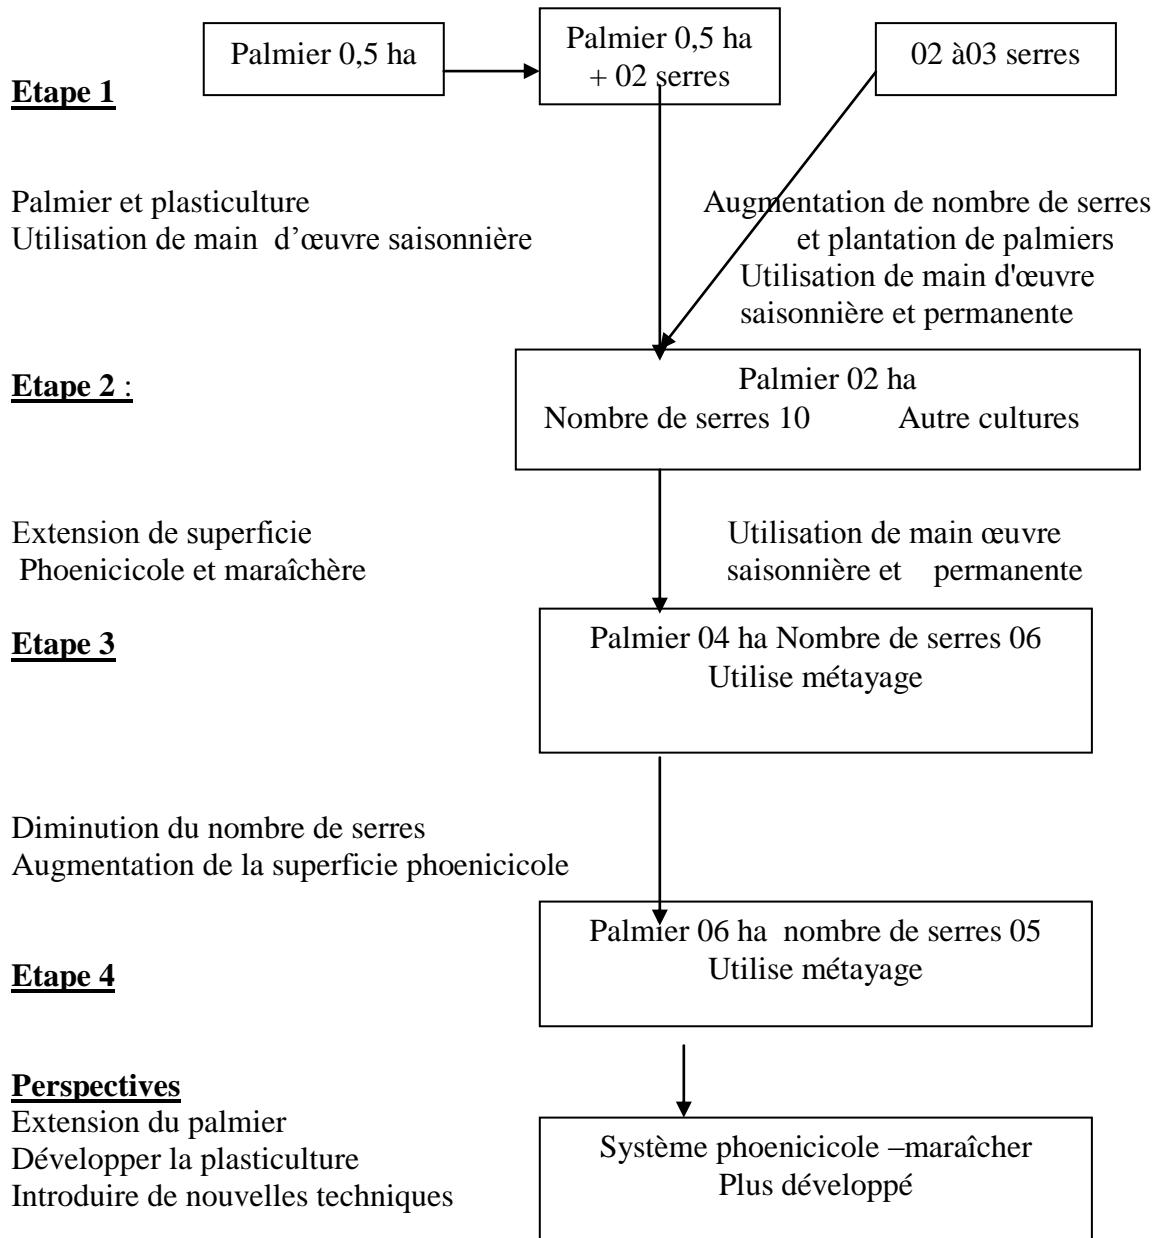 Palmier 0,5 ha
Palmier 0,5 ha
+ 02 serres
02 à03 serres
Etape 1
Palmier et plasticulture
Utilisation de main d’œuvre saisonnière
Augmentation de nombre de serres
et plantation de palmiers
Utilisation de main d'œuvre
saisonnière et permanente
Etape 2 :
Palmier 02 ha
Nombre de serres 10 Autre cultures
Extension de superficie
Phoenicicole et maraîchère
Utilisation de main œuvre
saisonnière et permanente
Etape 3
Palmier 04 ha Nombre de serres 06
Utilise métayage
Diminution du nombre de serres
Augmentation de la superficie phoenicicole
Palmier 06 ha nombre de serres 05
Utilise métayage
Etape 4
Perspectives
Extension du palmier
Développer la plasticulture
Introduire de nouvelles techniques
Système phoenicicole –maraîcher
Plus développé